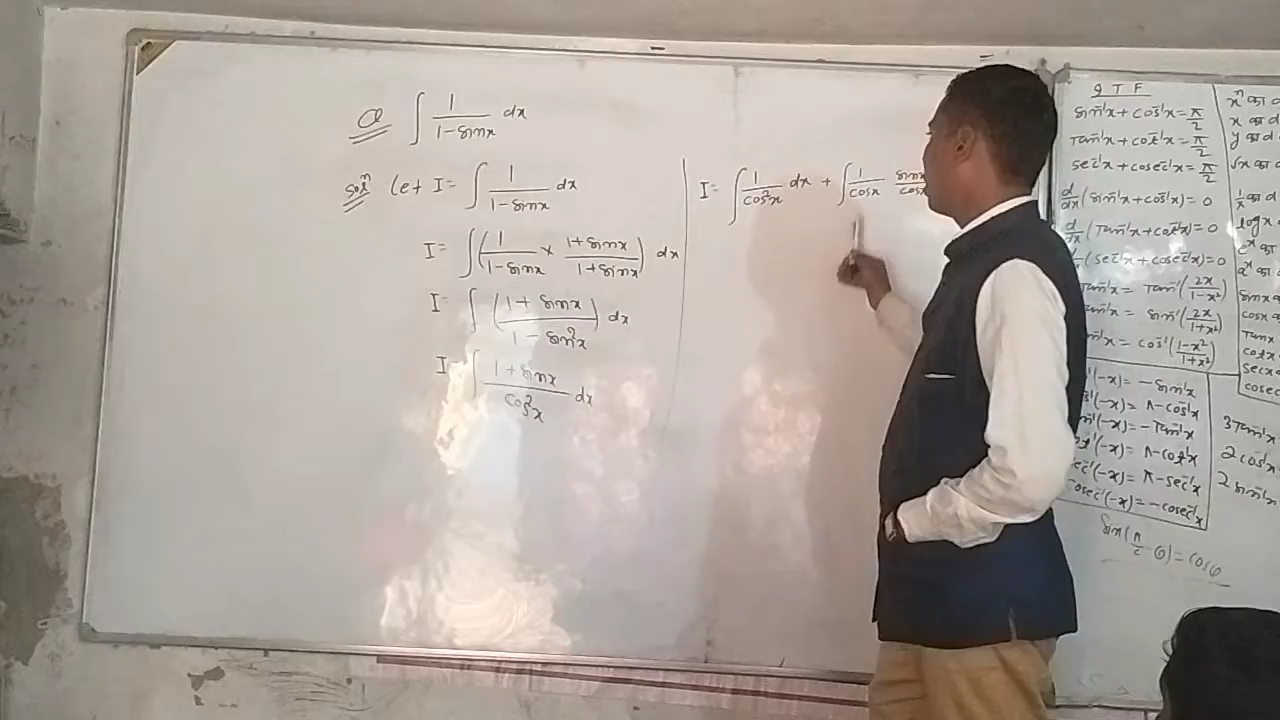 Q ∫ 1/(1-sinx) dx
Solⁿ Let I = ∫ 1/(1-sinx) dx
I = ∫ (1/(1-sinx) × (1+sinx)/(1+sinx)) dx
I = ∫ ((1+sinx)/(1-sin²x)) dx
I = ∫ (1+sinx)/cos²x dx
I = ∫ 1/cos²x dx + ∫ 1/cosx sinx/cosx
I T F
sin⁻¹x + cos⁻¹x = π/2
Tan⁻¹x + cot⁻¹x = π/2
sec⁻¹x + cosec⁻¹x = π/2
d/dx (sin⁻¹x + cos⁻¹x) = 0
d/dx (Tan⁻¹x + cot⁻¹x) = 0
(sec⁻¹x + cosec⁻¹x) = 0
= Tan⁻¹(2x/(1-x²))
= sin⁻¹(2x/(1+x²))
= cos⁻¹((1-x²)/(1+x²))
(-x) = -sin⁻¹x
(-x) = π-cos⁻¹x
(-x) = -Tan⁻¹x
(-x) = π-cot⁻¹x
(-x) = π-sec⁻¹x
cosec⁻¹(-x) = -cosec⁻¹x
sin(π/2-θ) = cosθ
xⁿ का
x का
y का
√x का
1/x का
log x
eˣ का
aˣ का
sinx
cosx
Tanx
cotx
secx
cosec
3Tan⁻¹x
2cos⁻¹x
2sin⁻¹x